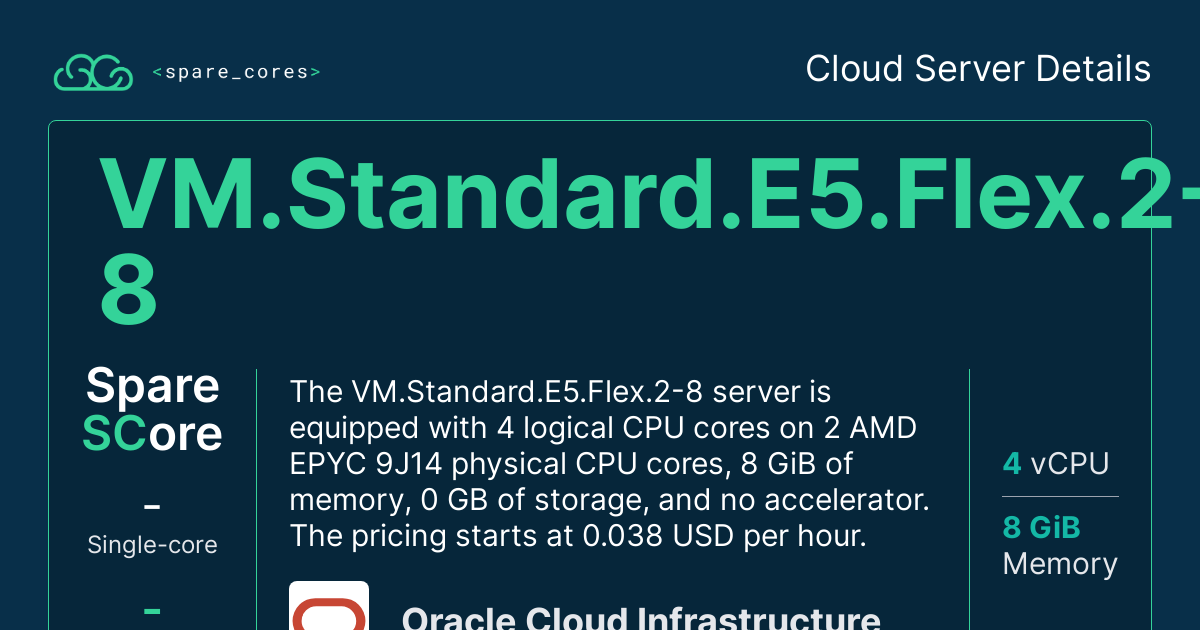 <spare_cores>
Cloud Server Details
VM.Standard.E5.Flex.2-
8
Spare
SCore
-
Single-core
-
The VM.Standard.E5.Flex.2-8 server is
equipped with 4 logical CPU cores on 2 AMD
EPYC 9J14 physical CPU cores, 8 GiB of
memory, 0 GB of storage, and no accelerator.
The pricing starts at 0.038 USD per hour.
Oracle Cloud Infrastructure
4 vCPU
8 GiB
Memory